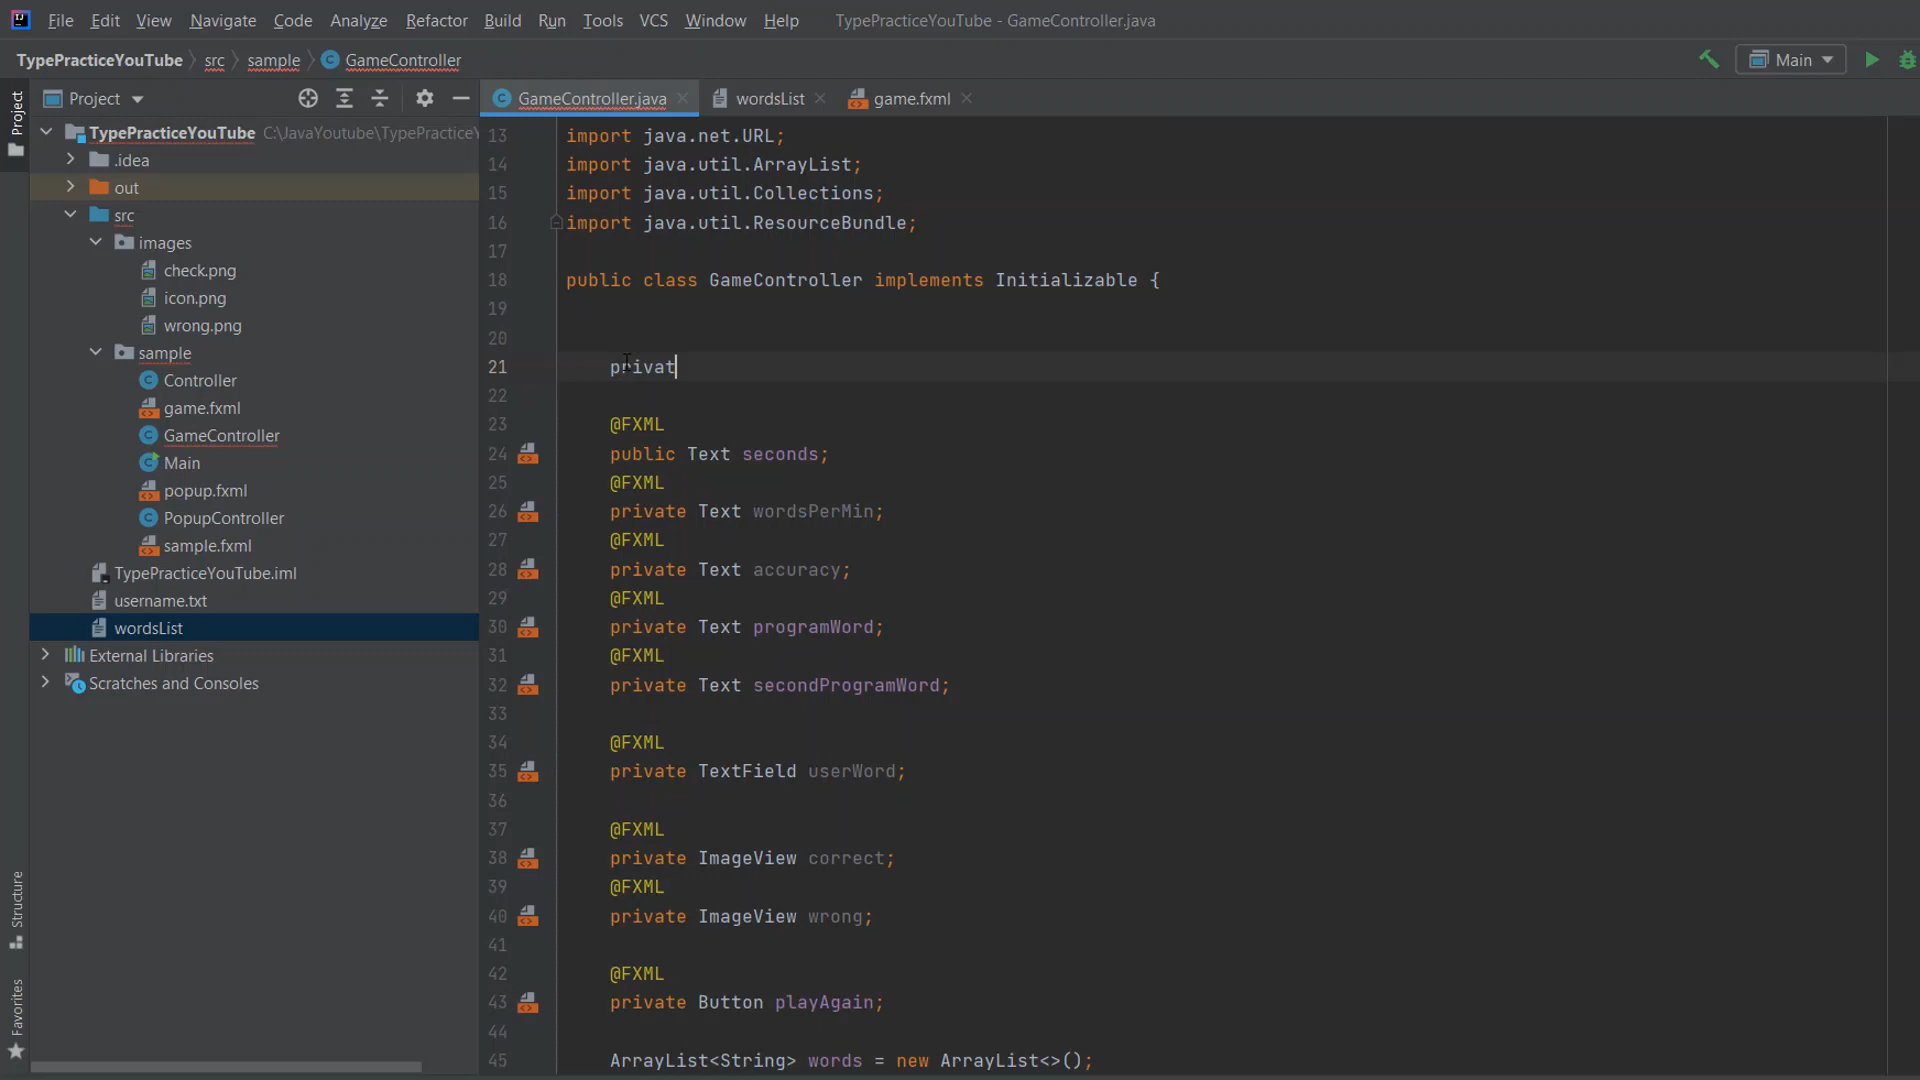 File Edit View Navigate Code Analyze Refactor Build Run Tools VCS Window Help TypePracticeYouTube - GameController.java
TypePracticeYouTube src sample GameController Main
Project
Project
GameController.java wordsList game.fxml
TypePracticeYouTube C:\JavaYoutube\TypePracticeY
.idea
out
src
images
check.png
icon.png
wrong.png
sample
Controller
game.fxml
GameController
Main
popup.fxml
PopupController
sample.fxml
TypePracticeYouTube.iml
username.txt
wordsList
External Libraries
Scratches and Consoles
Structure
Favorites
13 import java.net.URL;
14 import java.util.ArrayList;
15 import java.util.Collections;
16 import java.util.ResourceBundle;
17
18 public class GameController implements Initializable {
19
20
21 privat
22
23 @FXML
24 public Text seconds;
25 @FXML
26 private Text wordsPerMin;
27 @FXML
28 private Text accuracy;
29 @FXML
30 private Text programWord;
31 @FXML
32 private Text secondProgramWord;
33
34 @FXML
35 private TextField userWord;
36
37 @FXML
38 private ImageView correct;
39 @FXML
40 private ImageView wrong;
41
42 @FXML
43 private Button playAgain;
44
45 ArrayList<String> words = new ArrayList<>();